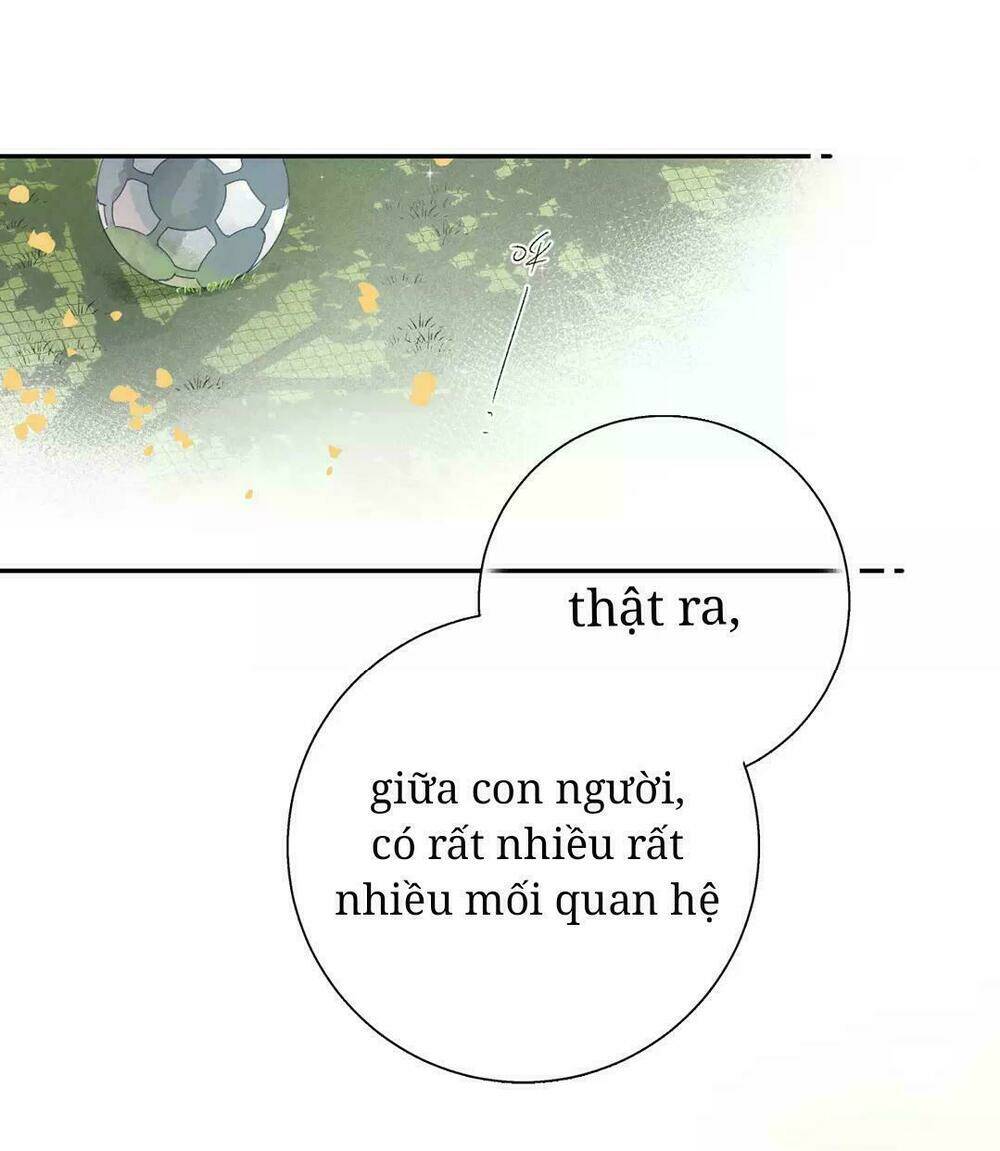 thật ra,
giữa con người,
có rất nhiều rất
nhiều mối quan hệ